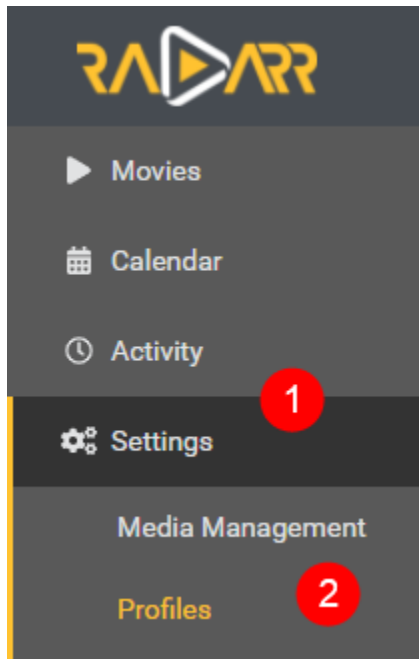 RADARR
Movies
Calendar
Activity
1
Settings
Media Management
2
Profiles